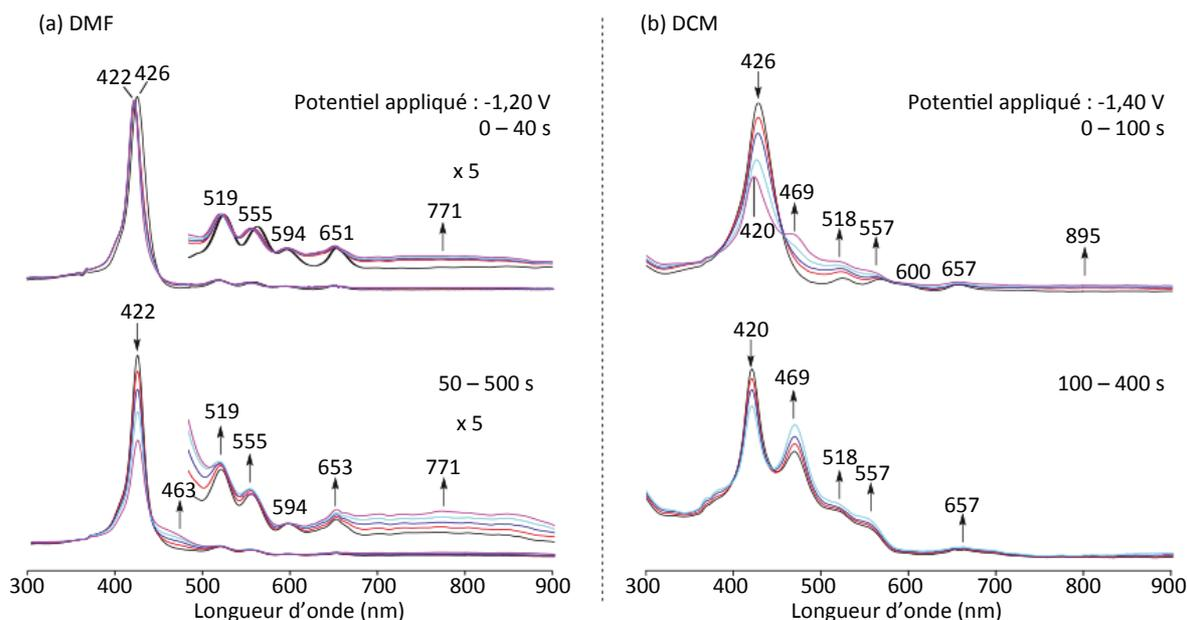 (a) DMF
422 426
Potentiel appliqué : -1,20 V
0 – 40 s
x 5
519
555
594
651
771
422
50 – 500 s
x 5
519
555
463
594
653
771
300 400 500 600 700 800 900
Longueur d’onde (nm)
(b) DCM
426
Potentiel appliqué : -1,40 V
0 – 100 s
469
420
518
557
600
657
895
420
100 – 400 s
469
518
557
657
300 400 500 600 700 800 900
Longueur d’onde (nm)